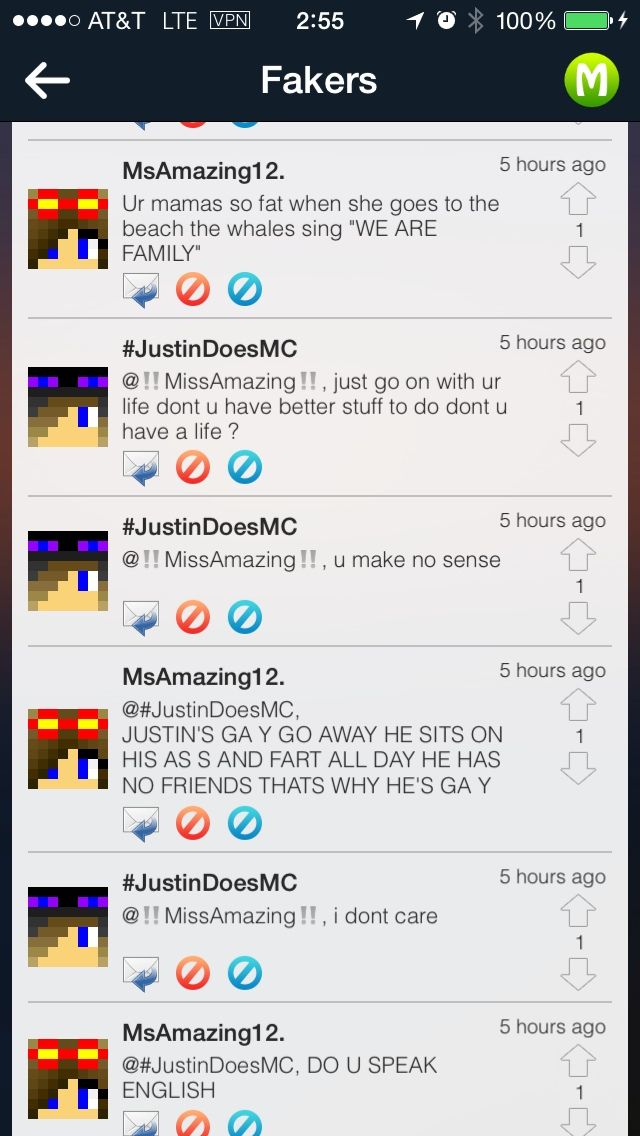 AT&T LTE VPN 2:55 100%
Fakers
M
MsAmazing12.
5 hours ago
Ur mamas so fat when she goes to the
beach the whales sing "WE ARE
FAMILY"
1
#JustinDoesMC
5 hours ago
@‼MissAmazing‼, just go on with ur
life dont u have better stuff to do dont u
have a life ?
1
#JustinDoesMC
5 hours ago
@‼MissAmazing‼, u make no sense
1
MsAmazing12.
5 hours ago
@#JustinDoesMC,
JUSTIN'S GA Y GO AWAY HE SITS ON
HIS AS S AND FART ALL DAY HE HAS
NO FRIENDS THATS WHY HE'S GA Y
1
#JustinDoesMC
5 hours ago
@‼MissAmazing‼, i dont care
1
MsAmazing12.
5 hours ago
@#JustinDoesMC, DO U SPEAK
ENGLISH
1